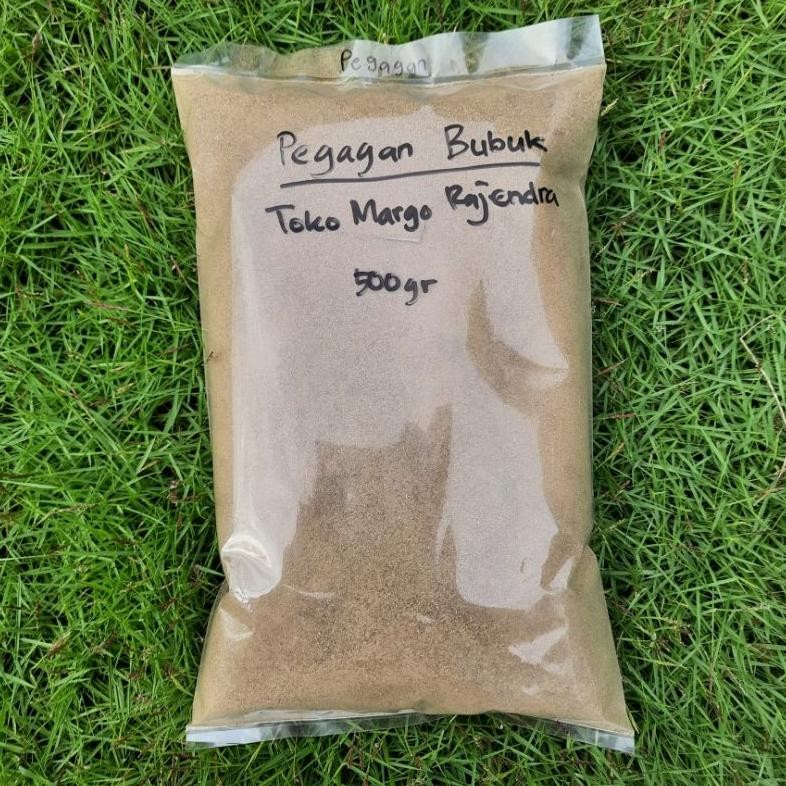 Pegagan
Pegagan Bubuk
Toko Margo Rajendra
500gr